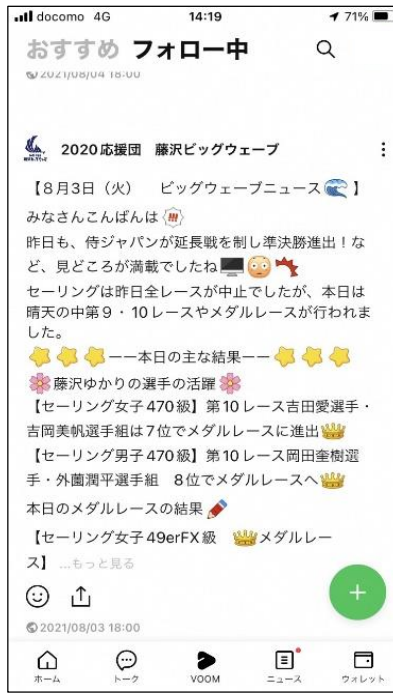 docomo 4G 14:19 71%
おすすめ フォロー中
2021/08/04 18:00
2020応援団 藤沢ビッグウェーブ
【8月3日（火） ビッグウェーブニュース🌊】
みなさんこんばんは
昨日も、侍ジャパンが延長戦を制し準決勝進出！な
ど、見どころが満載でしたね
セーリングは昨日全レースが中止でしたが、本日は
晴天の中第9・10レースやメダルレースが行われま
した。
ーー本日の主な結果ーー
🌸藤沢ゆかりの選手の活躍🌸
【セーリング女子470級】第10レース吉田愛選手・
吉岡美帆選手組は7位でメダルレースに進出👑
【セーリング男子470級】第10レース岡田奎樹選
手・外薗潤平選手組 8位でメダルレースへ👑
本日のメダルレースの結果
【セーリング女子49erFX級 👑メダルレー
ス】 ...もっと見る
2021/08/03 18:00
ホーム トーク VOOM ニュース ウォレット